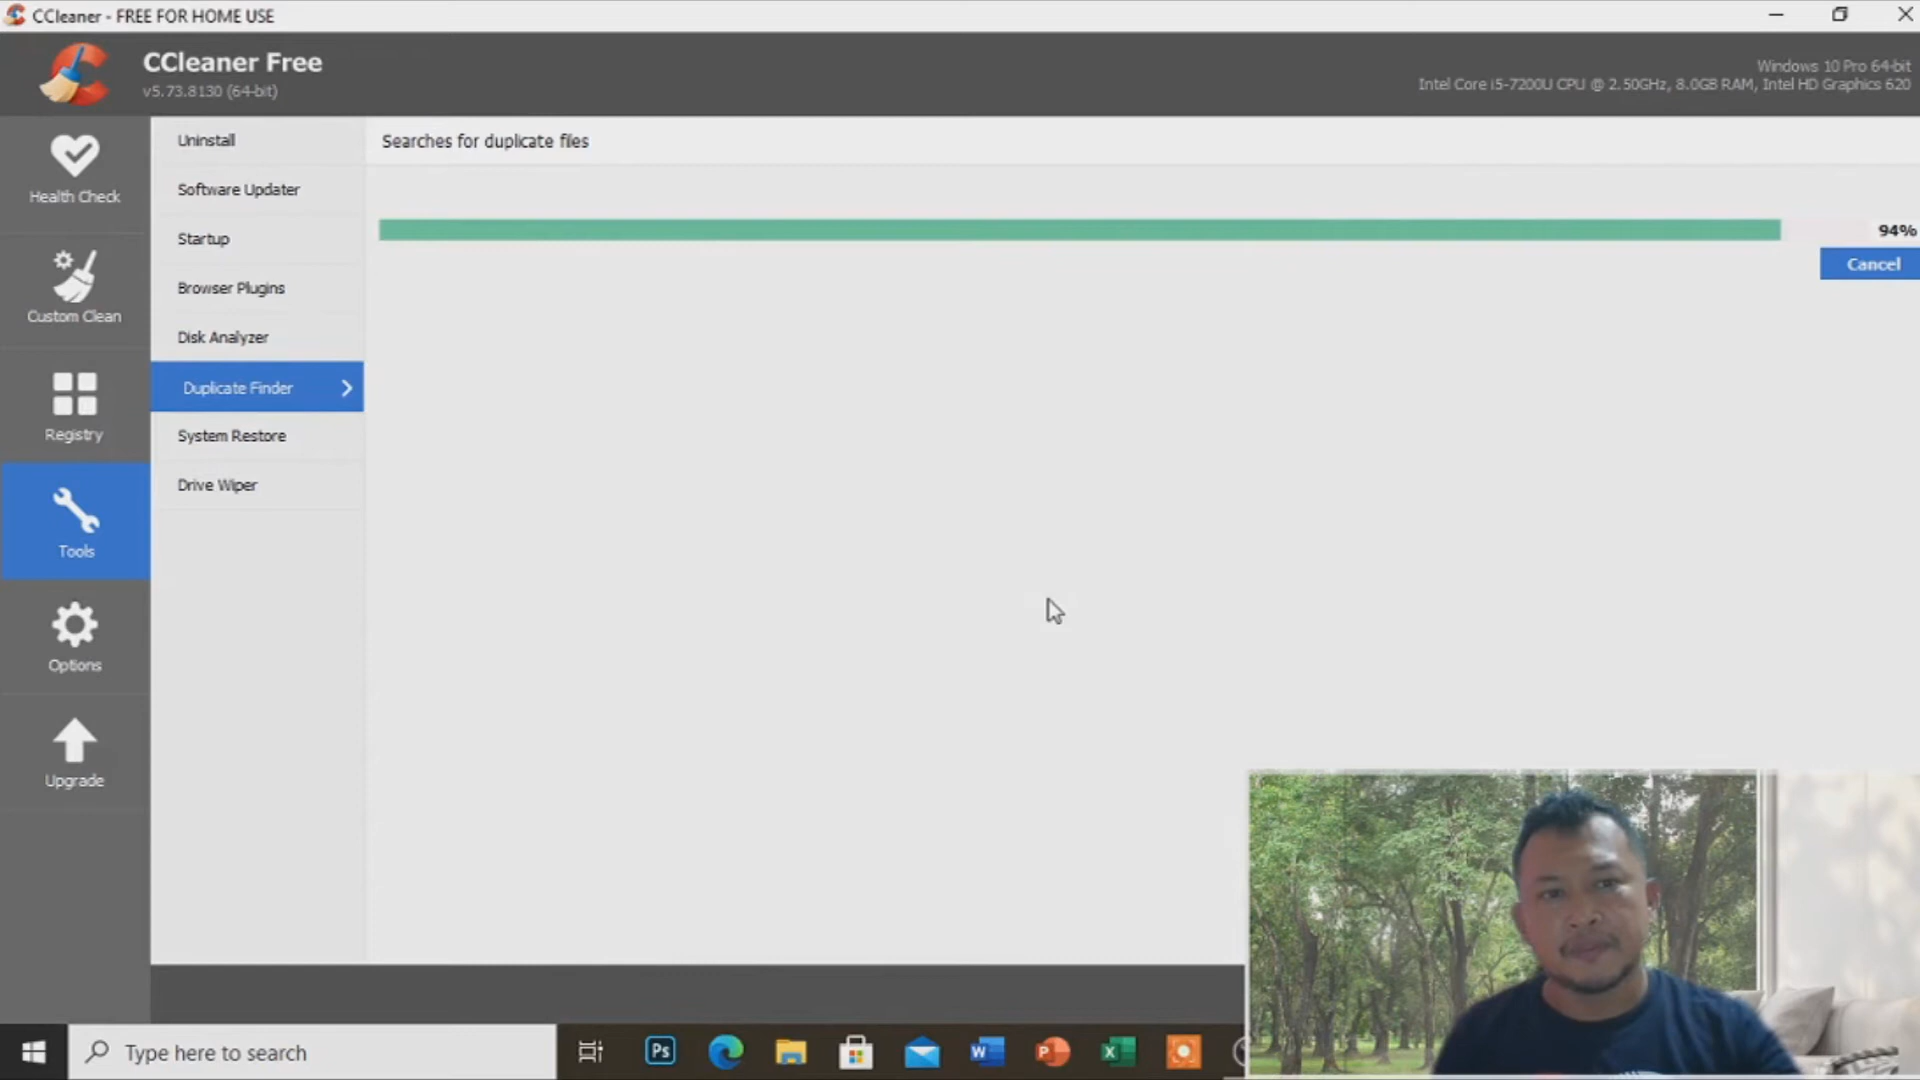 CCleaner - FREE FOR HOME USE
CCleaner Free
v5.73.8130 (64-bit)
Windows 10 Pro 64-bit
Intel Core i5-7200U CPU @ 2.50GHz, 8.0GB RAM, Intel HD Graphics 620
Health Check
Custom Clean
Registry
Tools
Options
Upgrade
Uninstall
Software Updater
Startup
Browser Plugins
Disk Analyzer
Duplicate Finder
System Restore
Drive Wiper
Searches for duplicate files
94%
Cancel
Type here to search
Ps
W
P
X